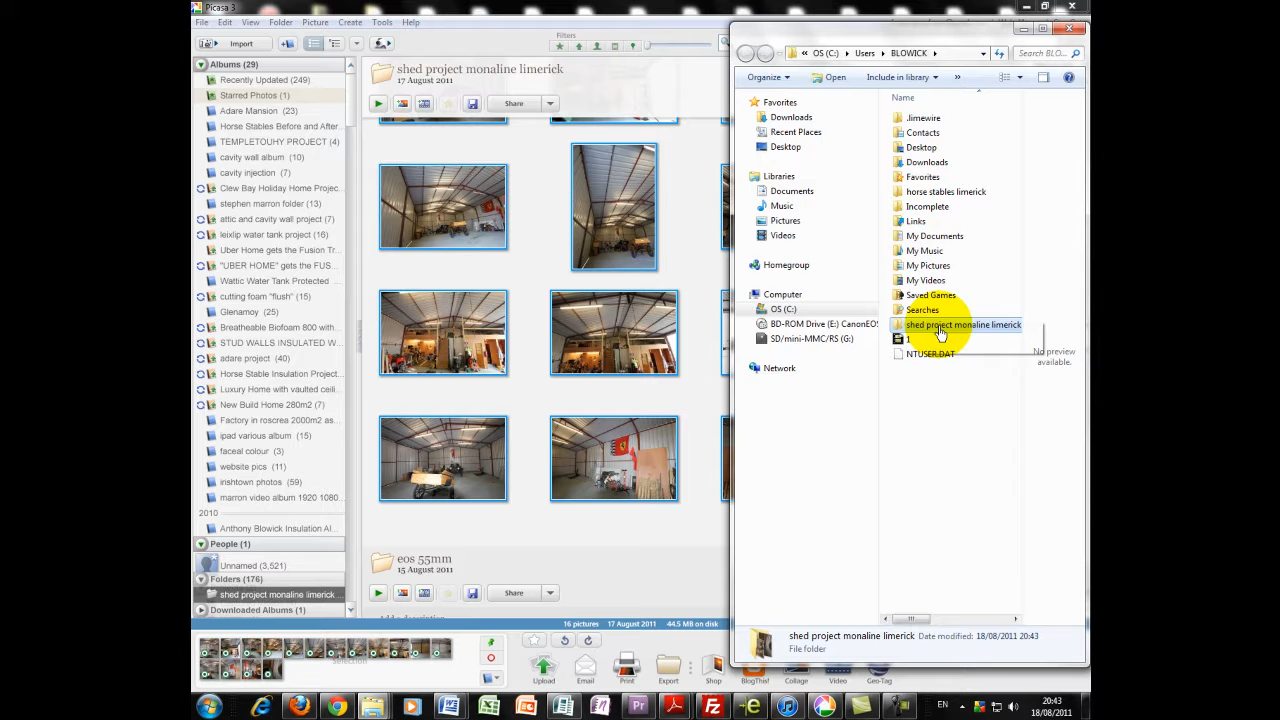 Picasa 3
File Edit View Folder Picture Create Tools Help
Import
Filters
Albums (29)
Recently Updated (249)
Starred Photos (1)
Adare Mansion (23)
Horse Stables Before and After
TEMPLETOUHY PROJECT (4)
cavity wall album (10)
cavity injection (7)
Clew Bay Holiday Home Projec...
stephen marron folder (13)
attic and cavity wall project (7)
leixlip water tank project (16)
Uber Home gets the Fusion Tr...
"UBER HOME" gets the FUS...
Wattic Water Tank Protected
cutting foam "flush" (15)
Glenamoy (25)
Breatheable Biofoam 800 with...
STUD WALLS INSULATED WI...
adare project (40)
Horse Stable Insulation Project...
Luxury Home with vaulted ceili...
New Build Home 280m2 (7)
Factory in roscrea 2000m2 as...
ipad various album (15)
faceal colour (3)
website pics (11)
irishtown photos (9)
marron video album 1920 1080...
2010
Anthony Blowick Insulation Al...
People (1)
Unnamed (3,521)
Folders (176)
shed project monaline limerick ...
Downloaded Albums (1)
shed project monaline limerick
17 August 2011
Share
eos 55mm
15 August 2011
Share
16 pictures 17 August 2011 44.5 MB on disk
Selection
Upload Email Print Export Shop BlogThis! Collage Video Geo-Tag
« OS (C:) Users BLOWICK
Search BLO...
Organize Open Include in library »
Favorites
Downloads
Recent Places
Desktop
Libraries
Documents
Music
Pictures
Videos
Homegroup
Computer
OS (C:)
BD-ROM Drive (E:) CanonEOS
SD/mini-MMC/RS (G:)
Network
Name
.limewire
Contacts
Desktop
Downloads
Favorites
horse stables limerick
Incomplete
Links
My Documents
My Music
My Pictures
My Videos
Saved Games
Searches
shed project monaline limerick
1
NTUSER.DAT
No preview
available.
shed project monaline limerick Date modified: 18/08/2011 20:43
File folder
EN
20:43
18/08/2011